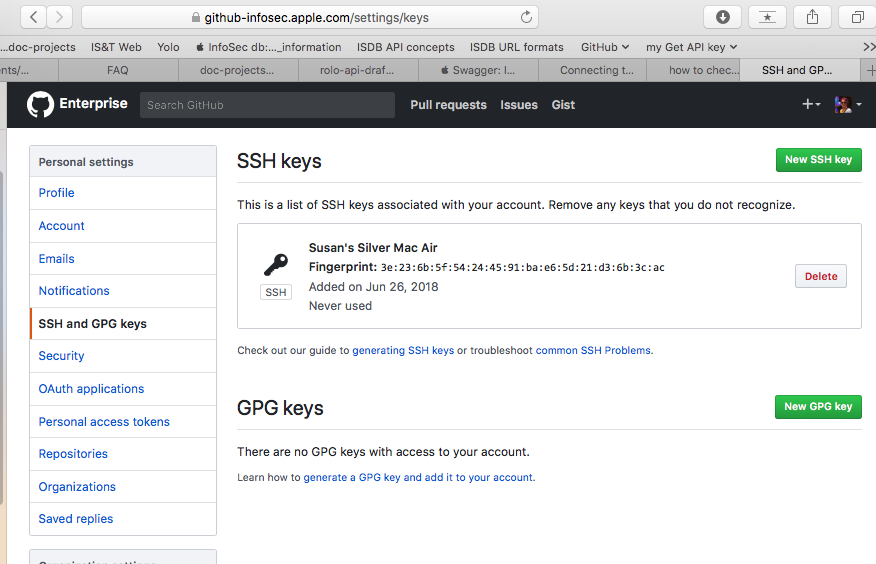 github-infosec.apple.com/settings/keys
...doc-projects IS&T Web Yolo InfoSec db:..._information ISDB API concepts ISDB URL formats GitHub my Get API key
nts/... FAQ doc-projects... rolo-api-draf... Swagger: I... Connecting t... how to chec... SSH and GP...
Enterprise Search GitHub Pull requests Issues Gist
Personal settings
Profile
Account
Emails
Notifications
SSH and GPG keys
Security
OAuth applications
Personal access tokens
Repositories
Organizations
Saved replies
Organization settings
SSH keys
New SSH key
This is a list of SSH keys associated with your account. Remove any keys that you do not recognize.
Susan's Silver Mac Air
Fingerprint: 3e:23:6b:5f:54:24:45:91:ba:e6:5d:21:d3:6b:3c:ac
SSH
Added on Jun 26, 2018
Never used
Delete
Check out our guide to generating SSH keys or troubleshoot common SSH Problems.
GPG keys
New GPG key
There are no GPG keys with access to your account.
Learn how to generate a GPG key and add it to your account.